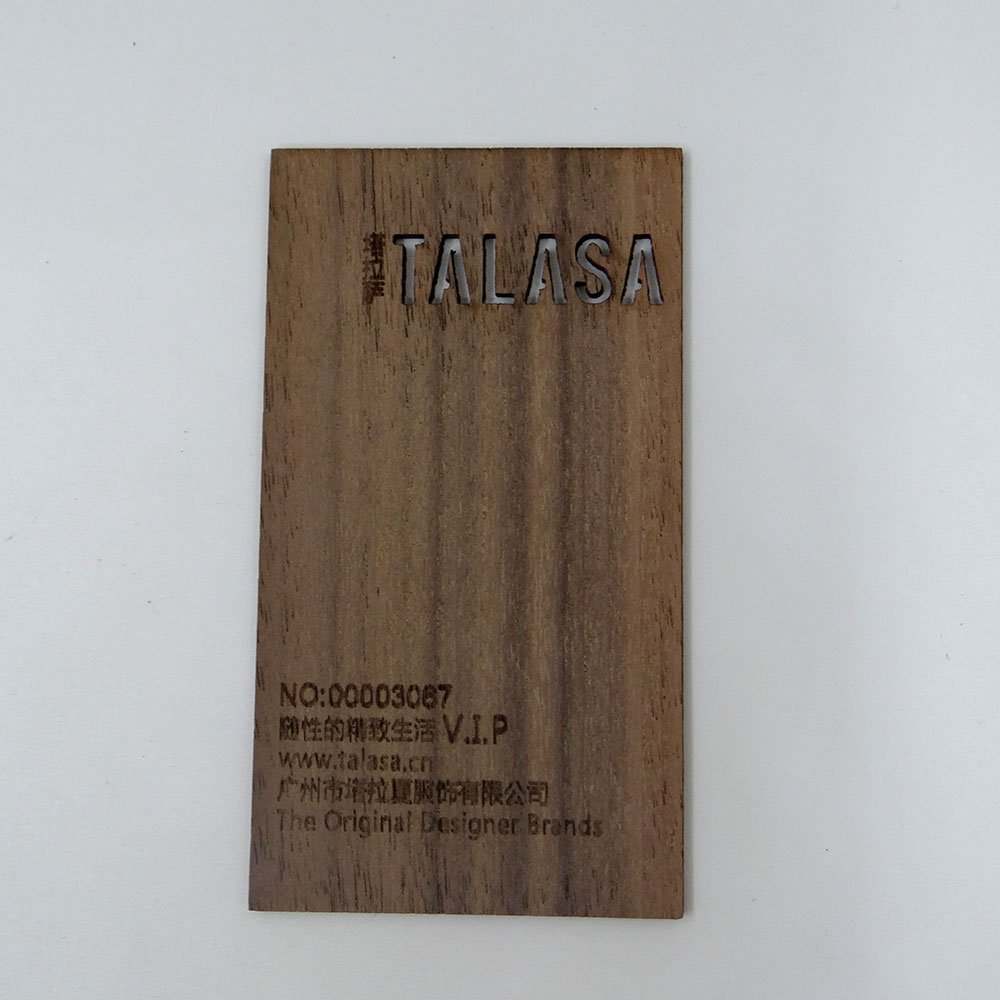 塔拉萨 TALASA
NO:00003067
随性的精致生活 V.I.P
www.talasa.cn
广州市塔拉夏服饰有限公司
The Original Designer Brands